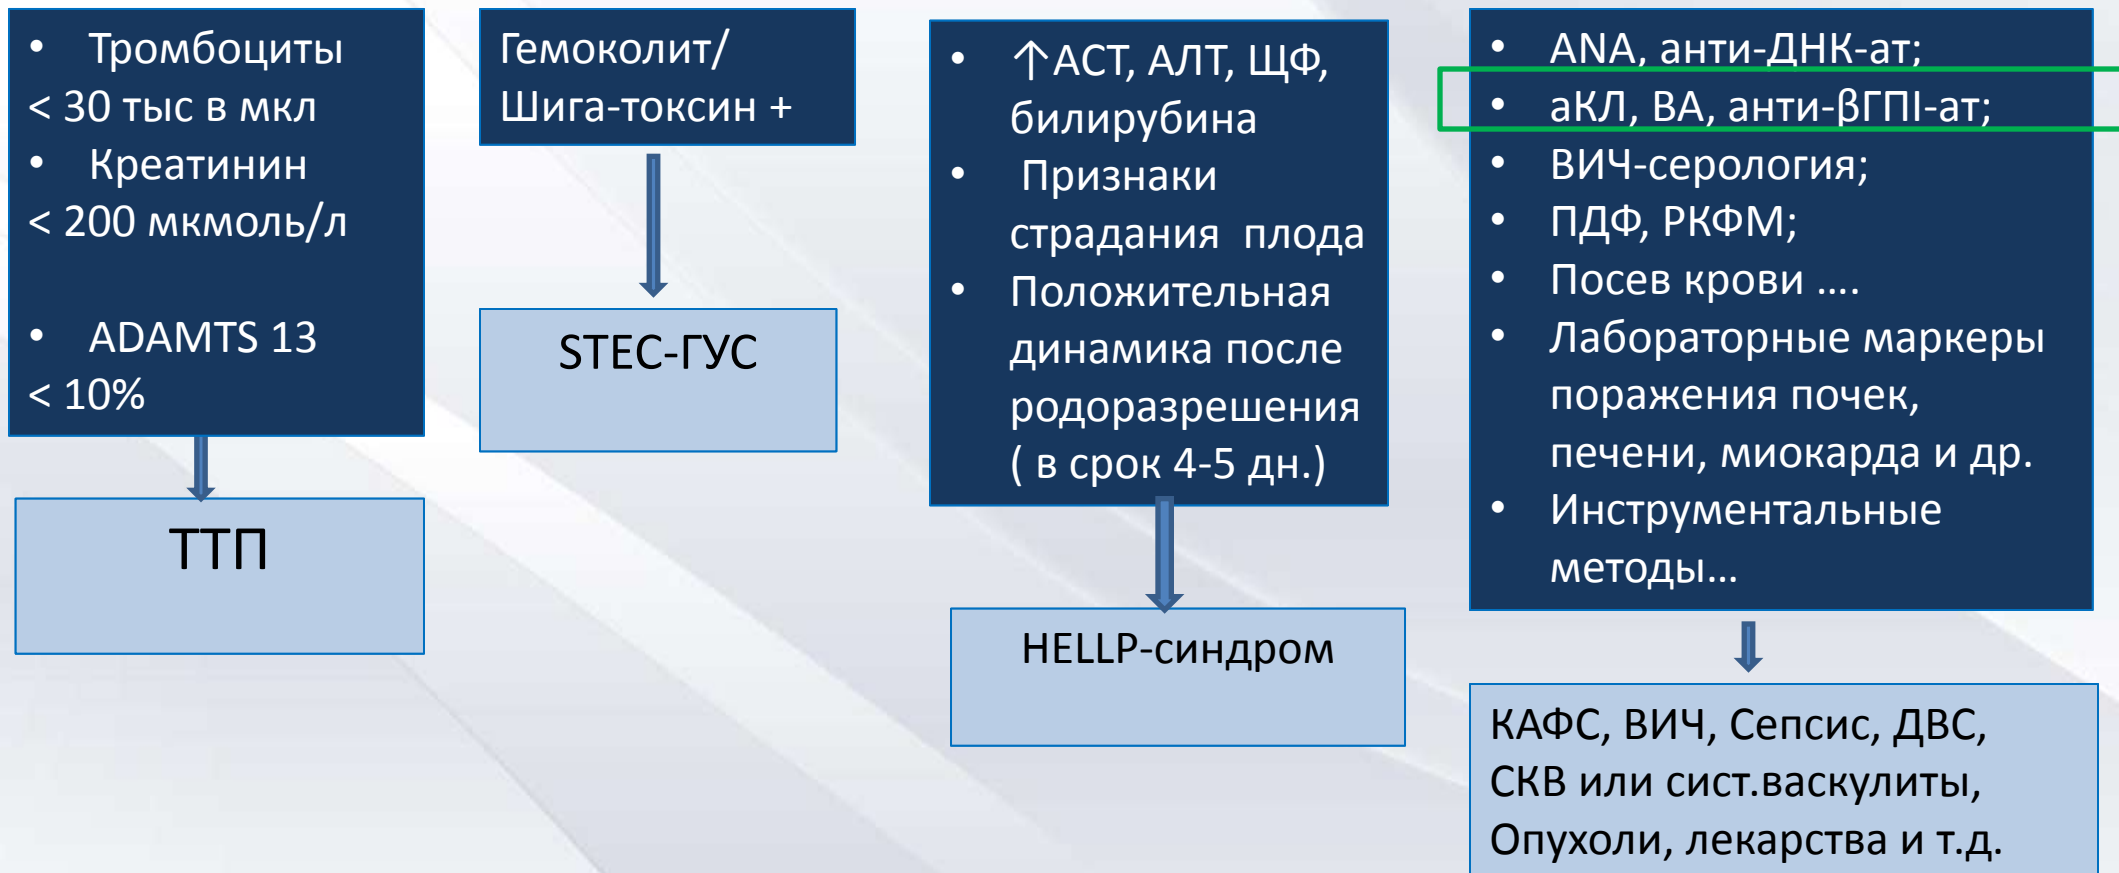 • Тромбоциты
< 30 тыс в мкл
• Креатинин
< 200 мкмоль/л
• ADAMTS 13
< 10%
ТТП
Гемоколит/
Шига-токсин +
STEC-ГУС
• ↑АСТ, АЛТ, ЩФ,
билирубина
• Признаки
страдания плода
• Положительная
динамика после
родоразрешения
( в срок 4-5 дн.)
HELLP-синдром
• ANA, анти-ДНК-ат;
• аКЛ, ВА, анти-βГПI-ат;
• ВИЧ-серология;
• ПДФ, РКФМ;
• Посев крови ....
• Лабораторные маркеры
поражения почек,
печени, миокарда и др.
• Инструментальные
методы…
КАФС, ВИЧ, Сепсис, ДВС,
СКВ или сист.васкулиты,
Опухоли, лекарства и т.д.